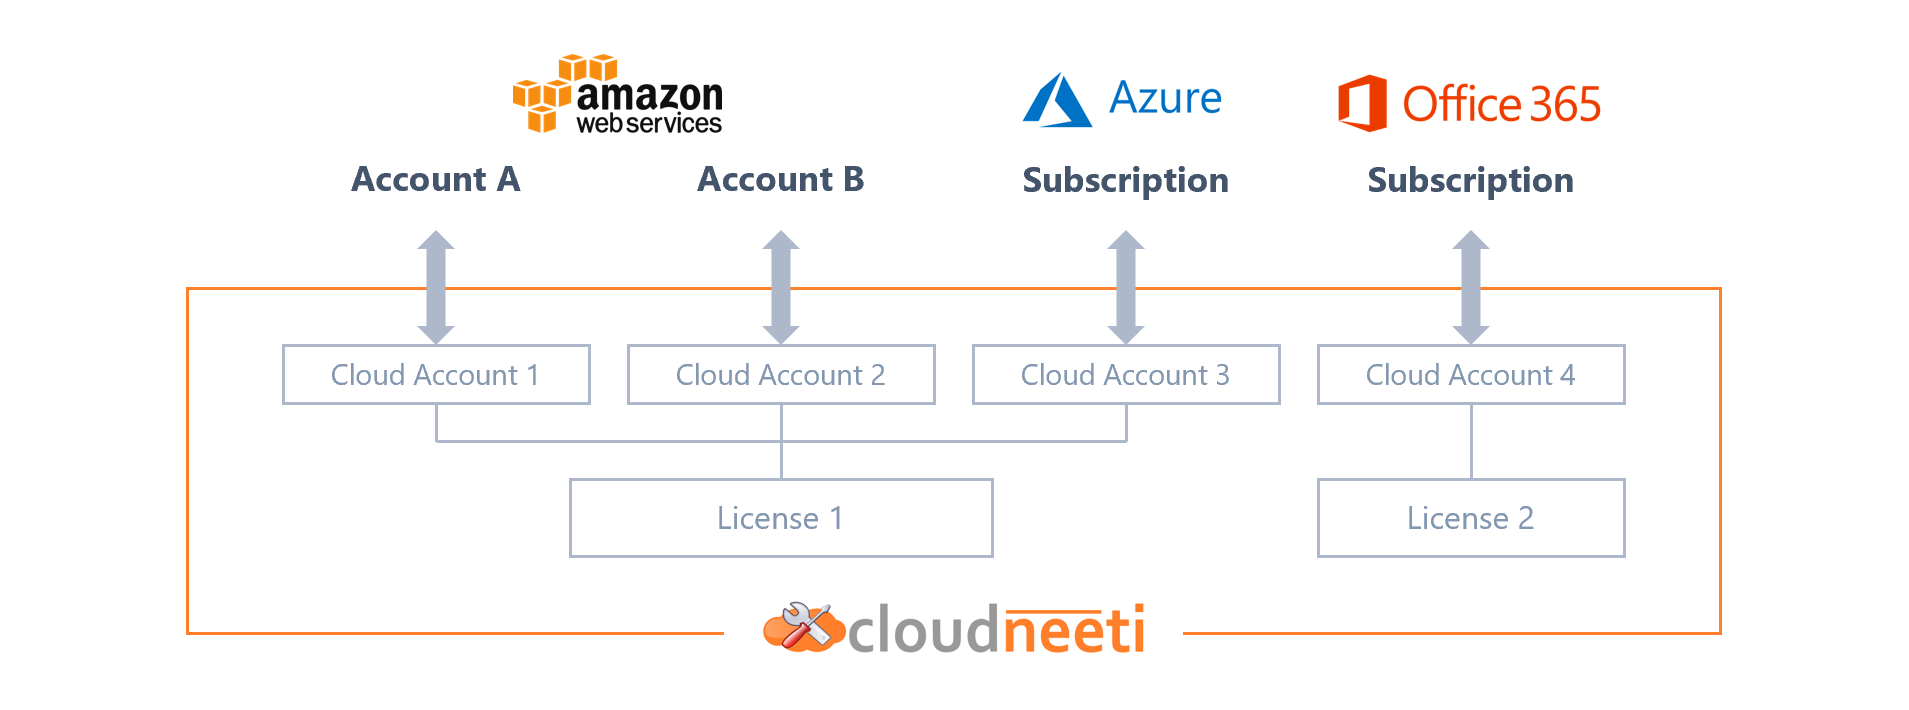 amazon
web services
Azure
Office 365
Account A
Account B
Subscription
Subscription
Cloud Account 1
Cloud Account 2
Cloud Account 3
Cloud Account 4
License 1
License 2
cloudneeti